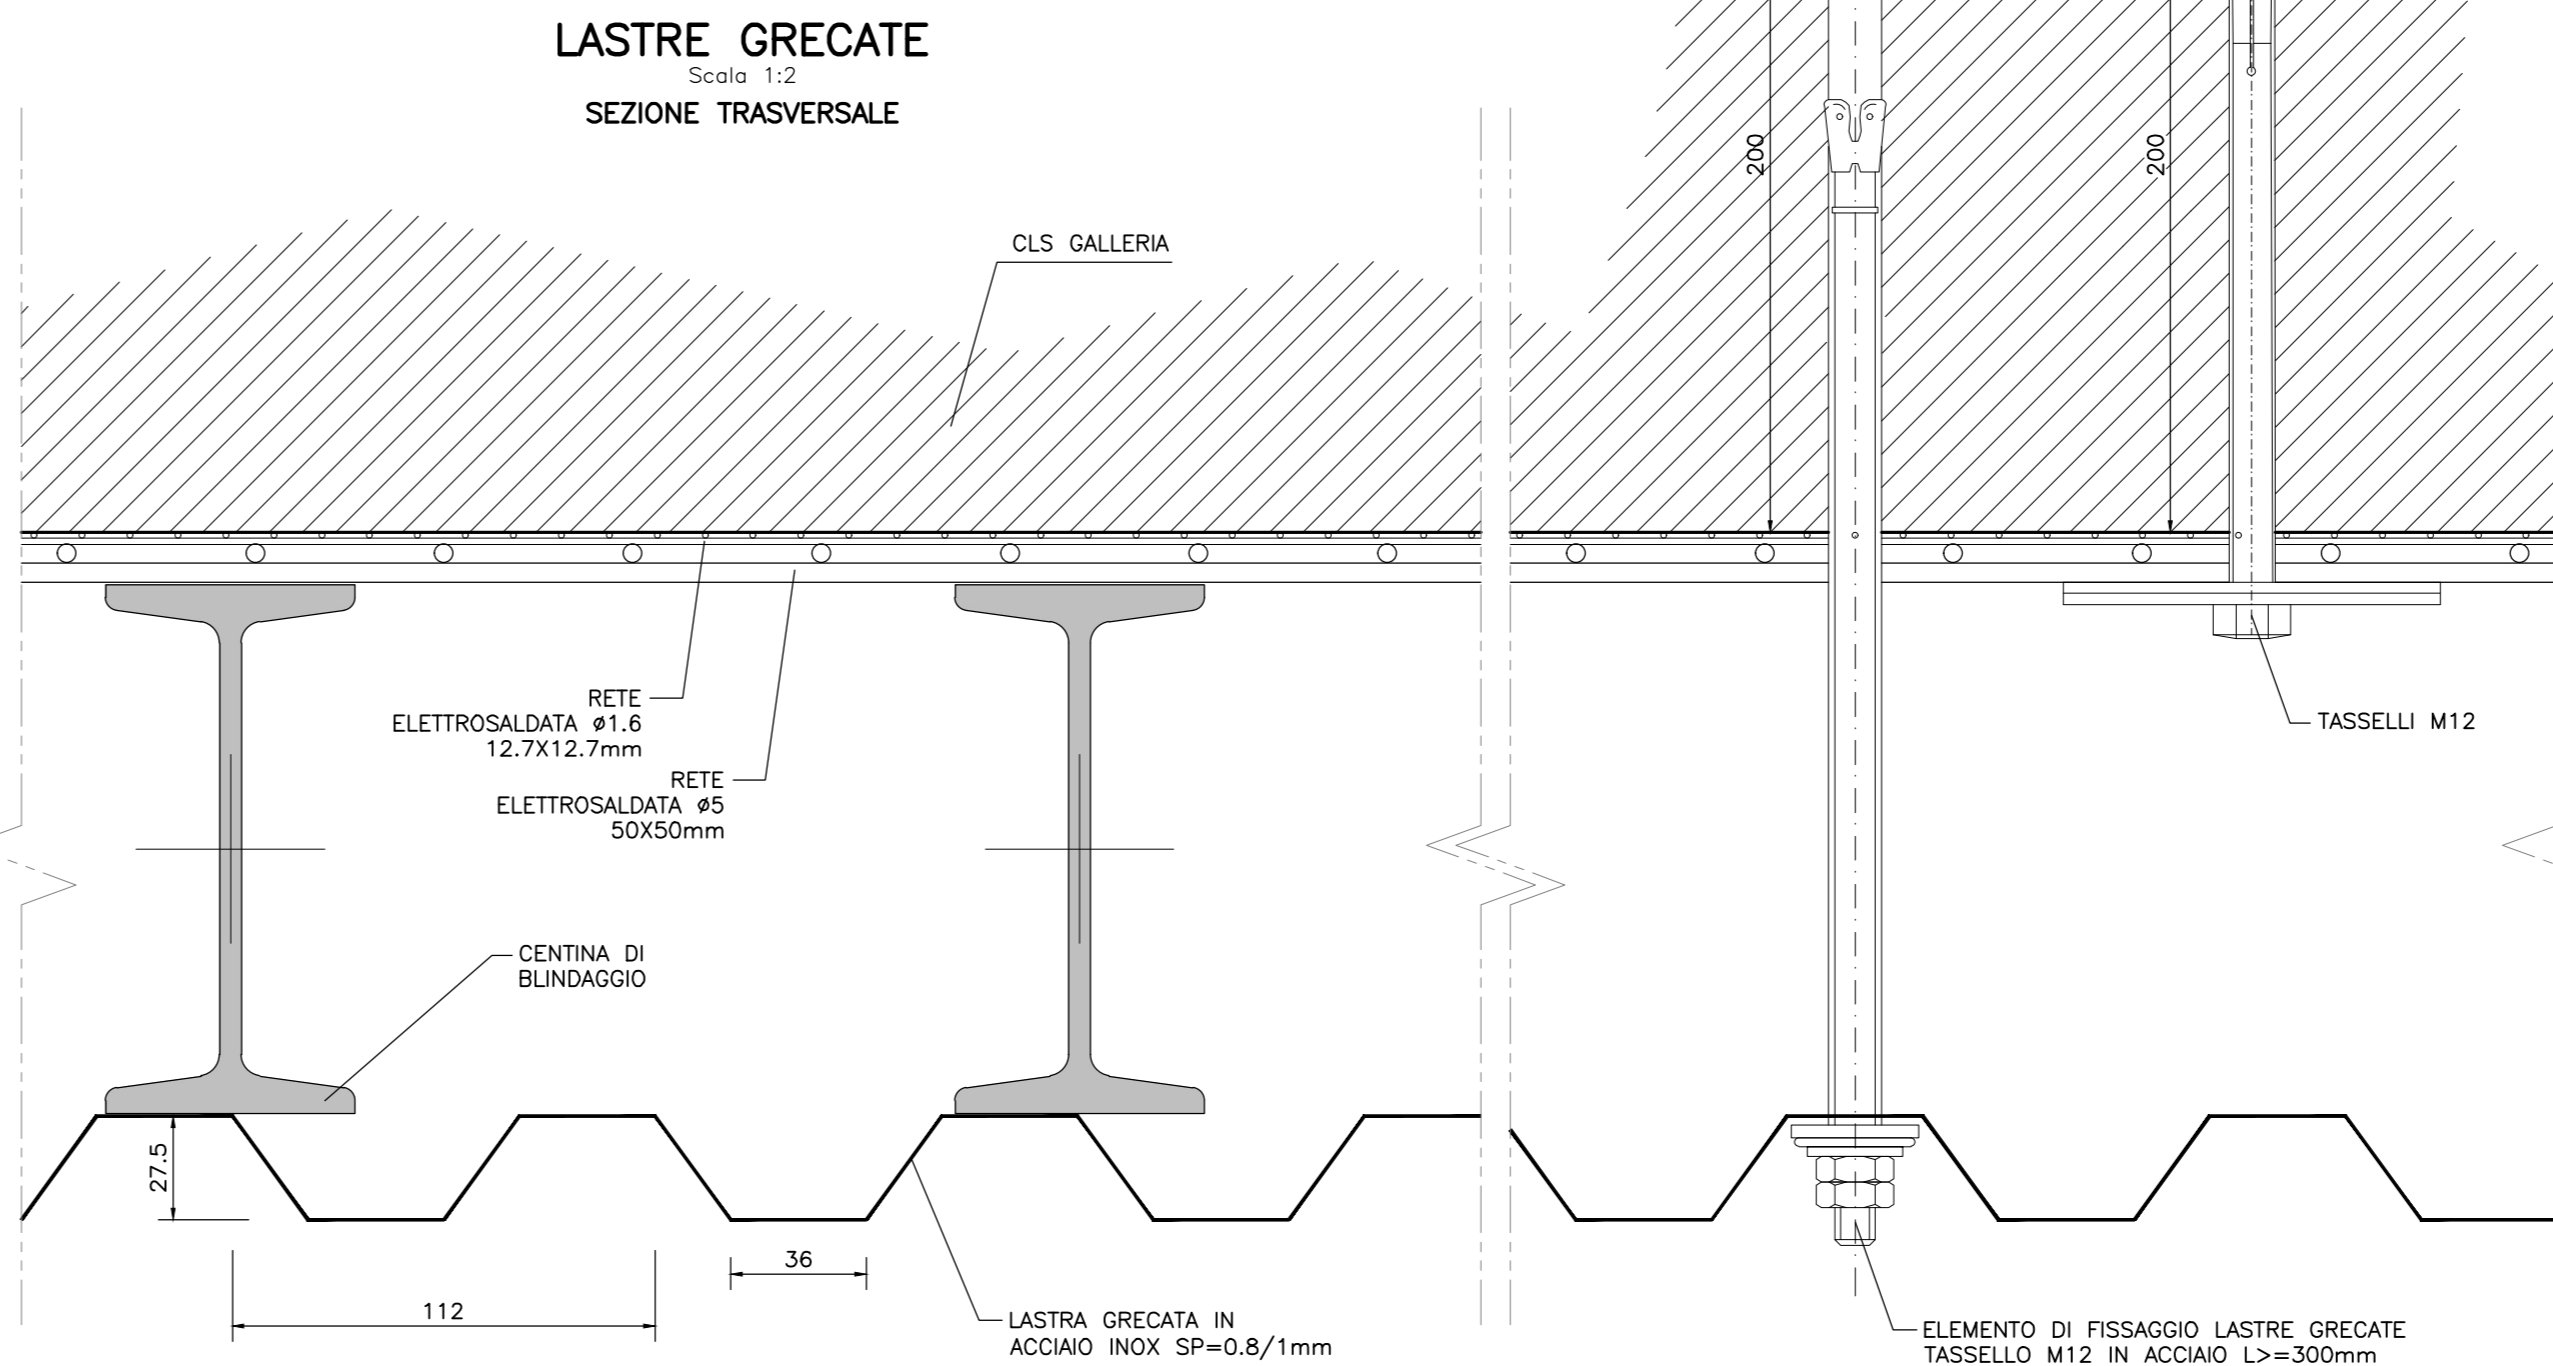 LASTRE GRECATE
Scala 1:2
SEZIONE TRASVERSALE
CLS GALLERIA
200
200
RETE
ELETTROSALDATA ø1.6
12.7X12.7mm
RETE
ELETTROSALDATA ø5
50X50mm
TASSELLI M12
CENTINA DI
BLINDAGGIO
27.5
36
112
LASTRA GRECATA IN
ACCIAIO INOX SP=0.8/1mm
ELEMENTO DI FISSAGGIO LASTRE GRECATE
TASSELLO M12 IN ACCIAIO L>=300mm